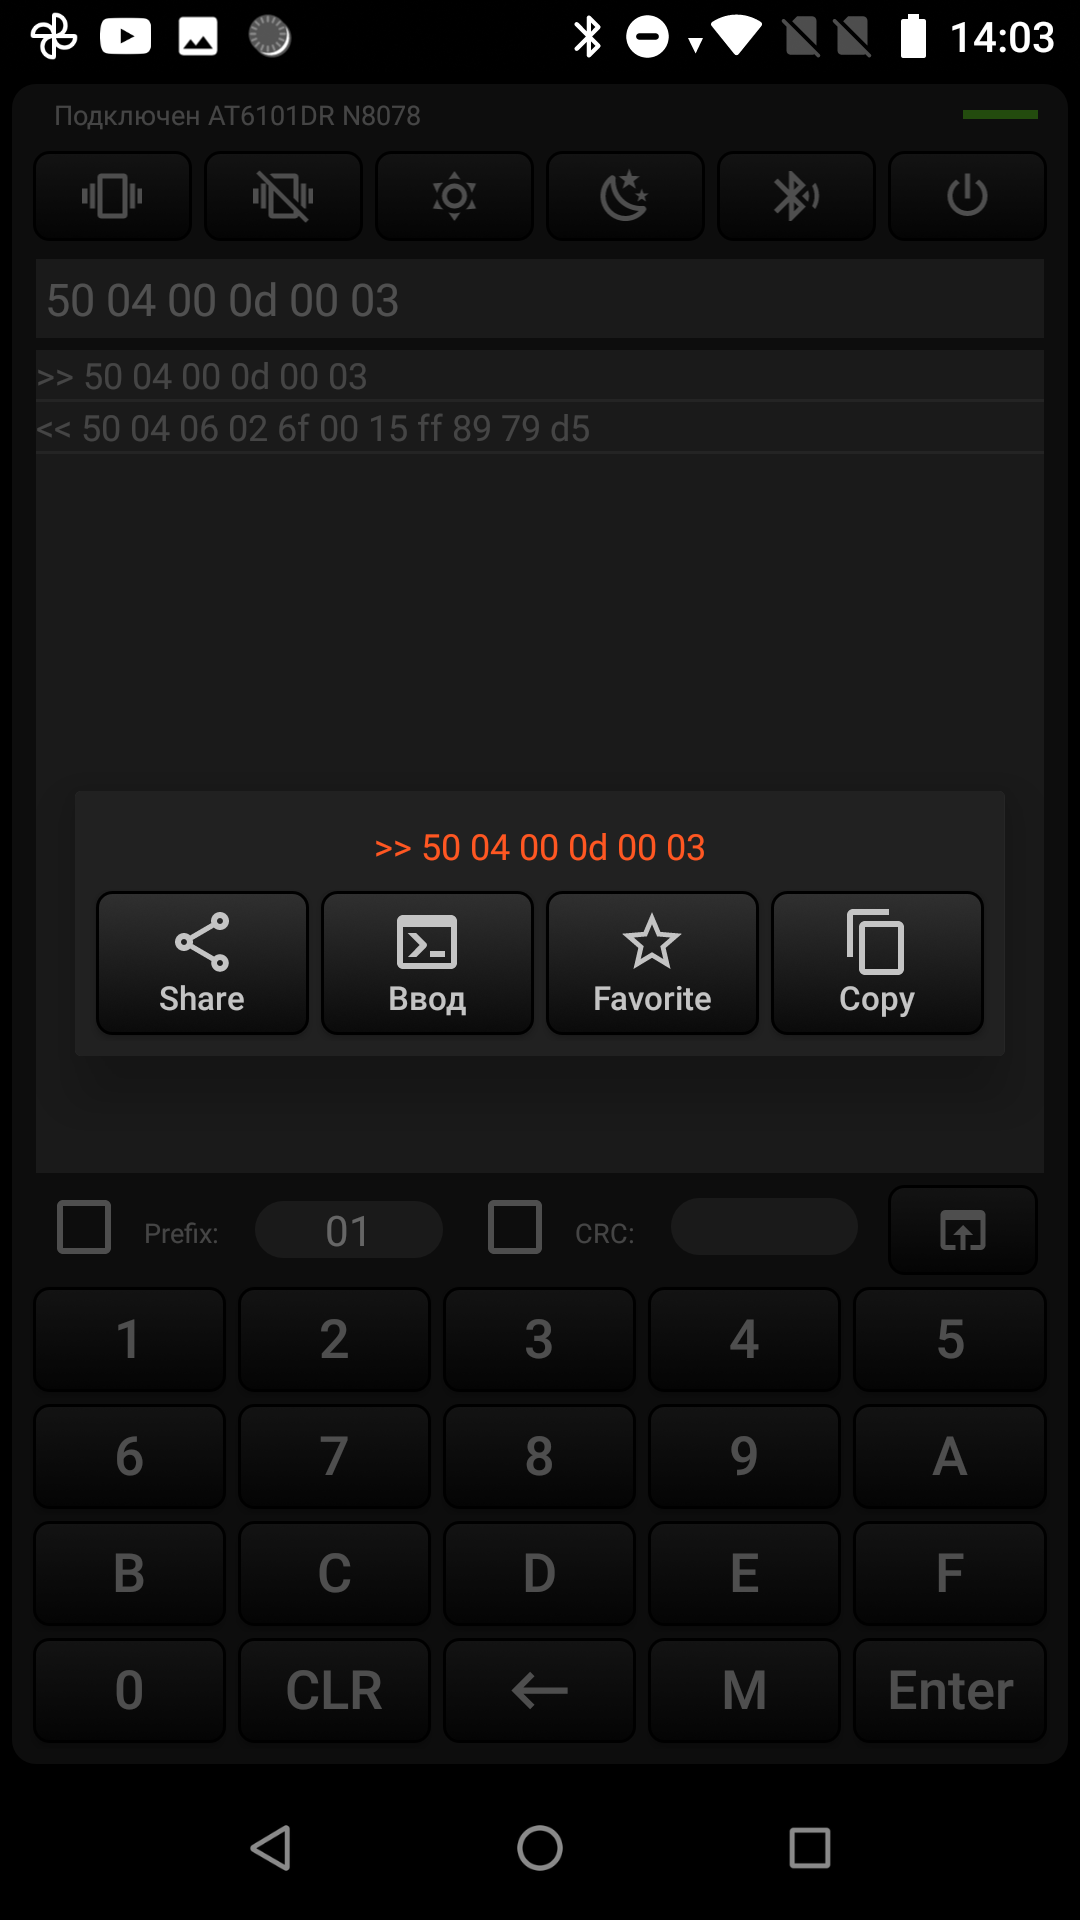 14:03
Подключен AT6101DR N8078
50 04 00 0d 00 03
>> 50 04 00 0d 00 03
<< 50 04 06 02 6f 00 15 ff 89 79 d5
>> 50 04 00 0d 00 03
Share Ввод Favorite Copy
Prefix: 01 CRC:
1 2 3 4 5
6 7 8 9 A
B C D E F
0 CLR ← M Enter